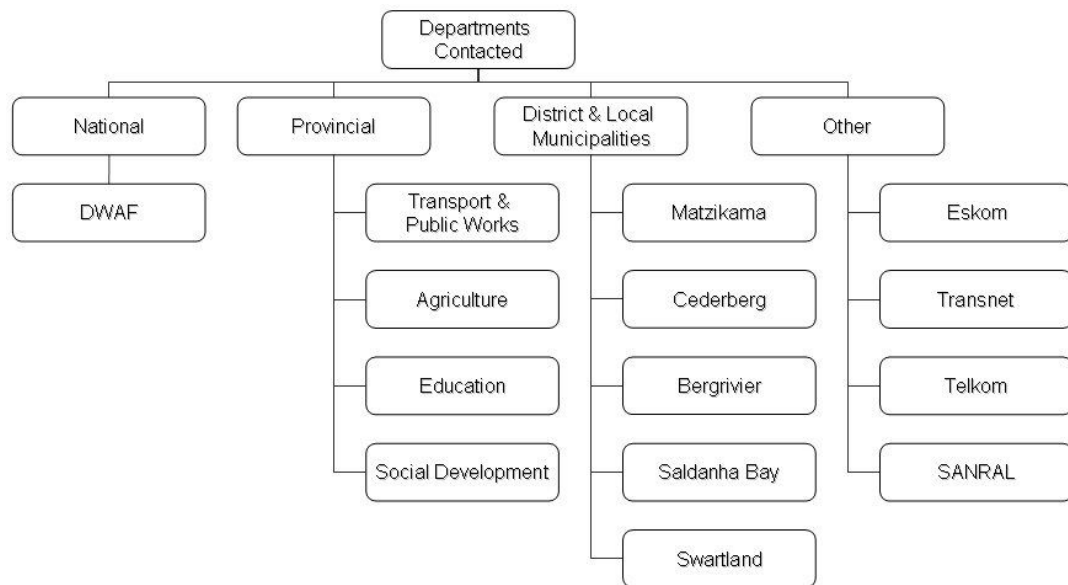 Departments
Contacted
National
Provincial
District & Local
Municipalities
Other
DWAF
Transport &
Public Works
Matzikama
Eskom
Agriculture
Cederberg
Transnet
Education
Bergrivier
Telkom
Social Development
Saldanha Bay
SANRAL
Swartland